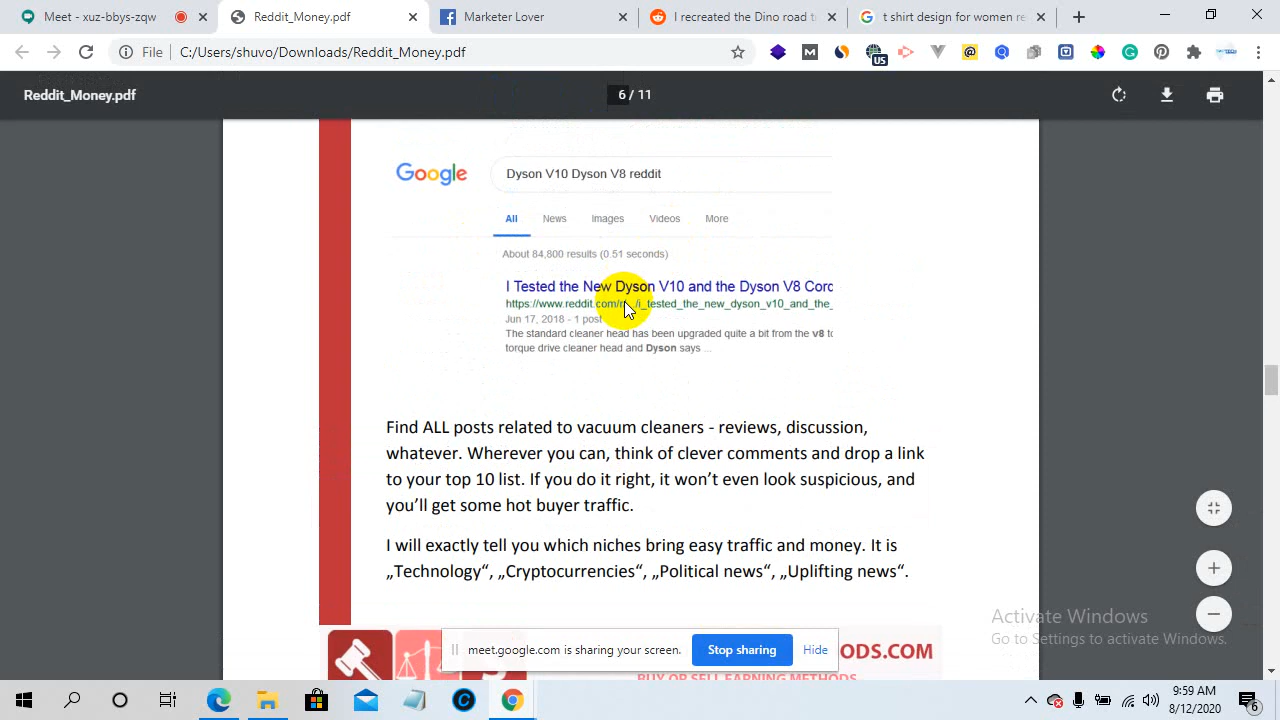 Meet - xuz-bbys-zqw
Reddit_Money.pdf
Marketer Lover
I recreated the Dino road t
t shirt design for women re
File
C:/Users/shuvo/Downloads/Reddit_Money.pdf
US
Reddit_Money.pdf
6 / 11
Google
Dyson V10 Dyson V8 reddit
All
News
Images
Videos
More
About 84,800 results (0.51 seconds)
I Tested the New Dyson V10 and the Dyson V8 Cord
https://www.reddit.com/r/.../i_tested_the_new_dyson_v10_and_the_
Jun 17, 2018 - 1 post
The standard cleaner head has been upgraded quite a bit from the v8 to
torque drive cleaner head and Dyson says ...
Find ALL posts related to vacuum cleaners - reviews, discussion,
whatever. Wherever you can, think of clever comments and drop a link
to your top 10 list. If you do it right, it won't even look suspicious, and
you'll get some hot buyer traffic.
I will exactly tell you which niches bring easy traffic and money. It is
„Technology“, „Cryptocurrencies“, „Political news“, „Uplifting news“.
Activate Windows
Go to Settings to activate Windows.
meet.google.com is sharing your screen.
Stop sharing
Hide
ODS.COM
BUY OR SELL EARNING METHODS
9:59 AM
8/12/2020
6